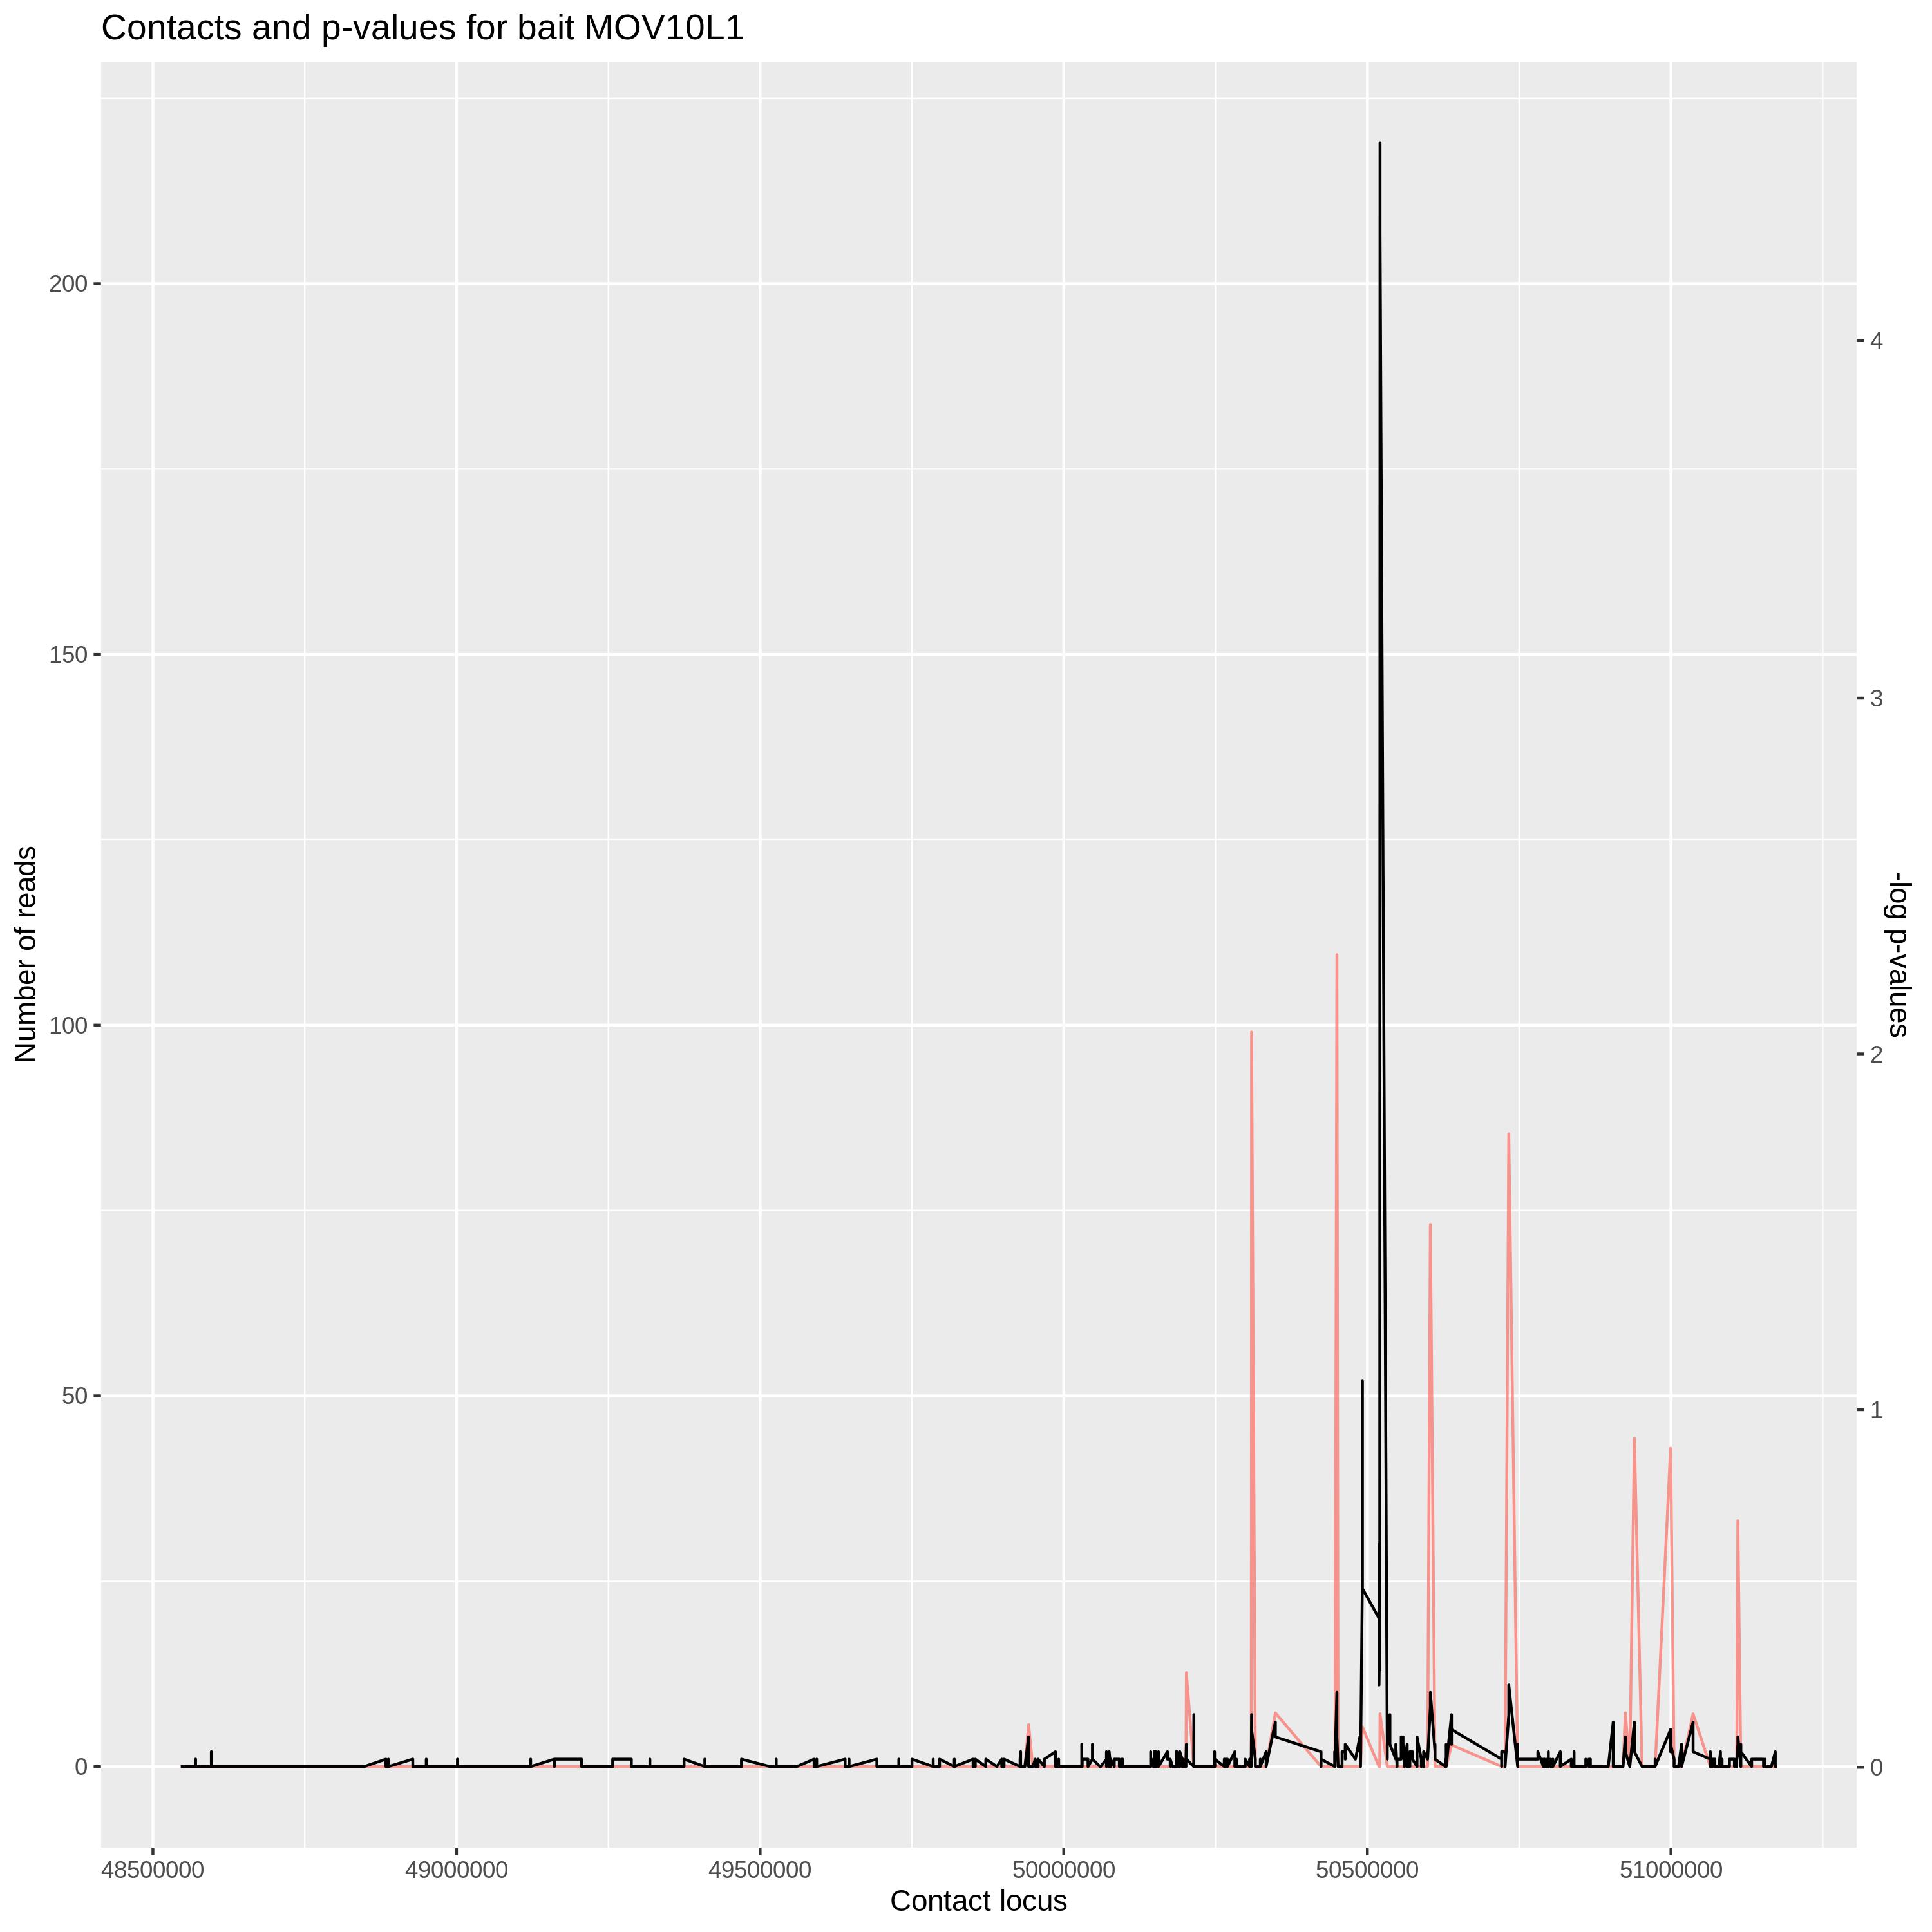 Contacts and p-values for bait MOV10L1
Number of reads
200
150
100
50
0
4
3
2
1
0
-log p-values
48500000 49000000 49500000 50000000 50500000 51000000
Contact locus